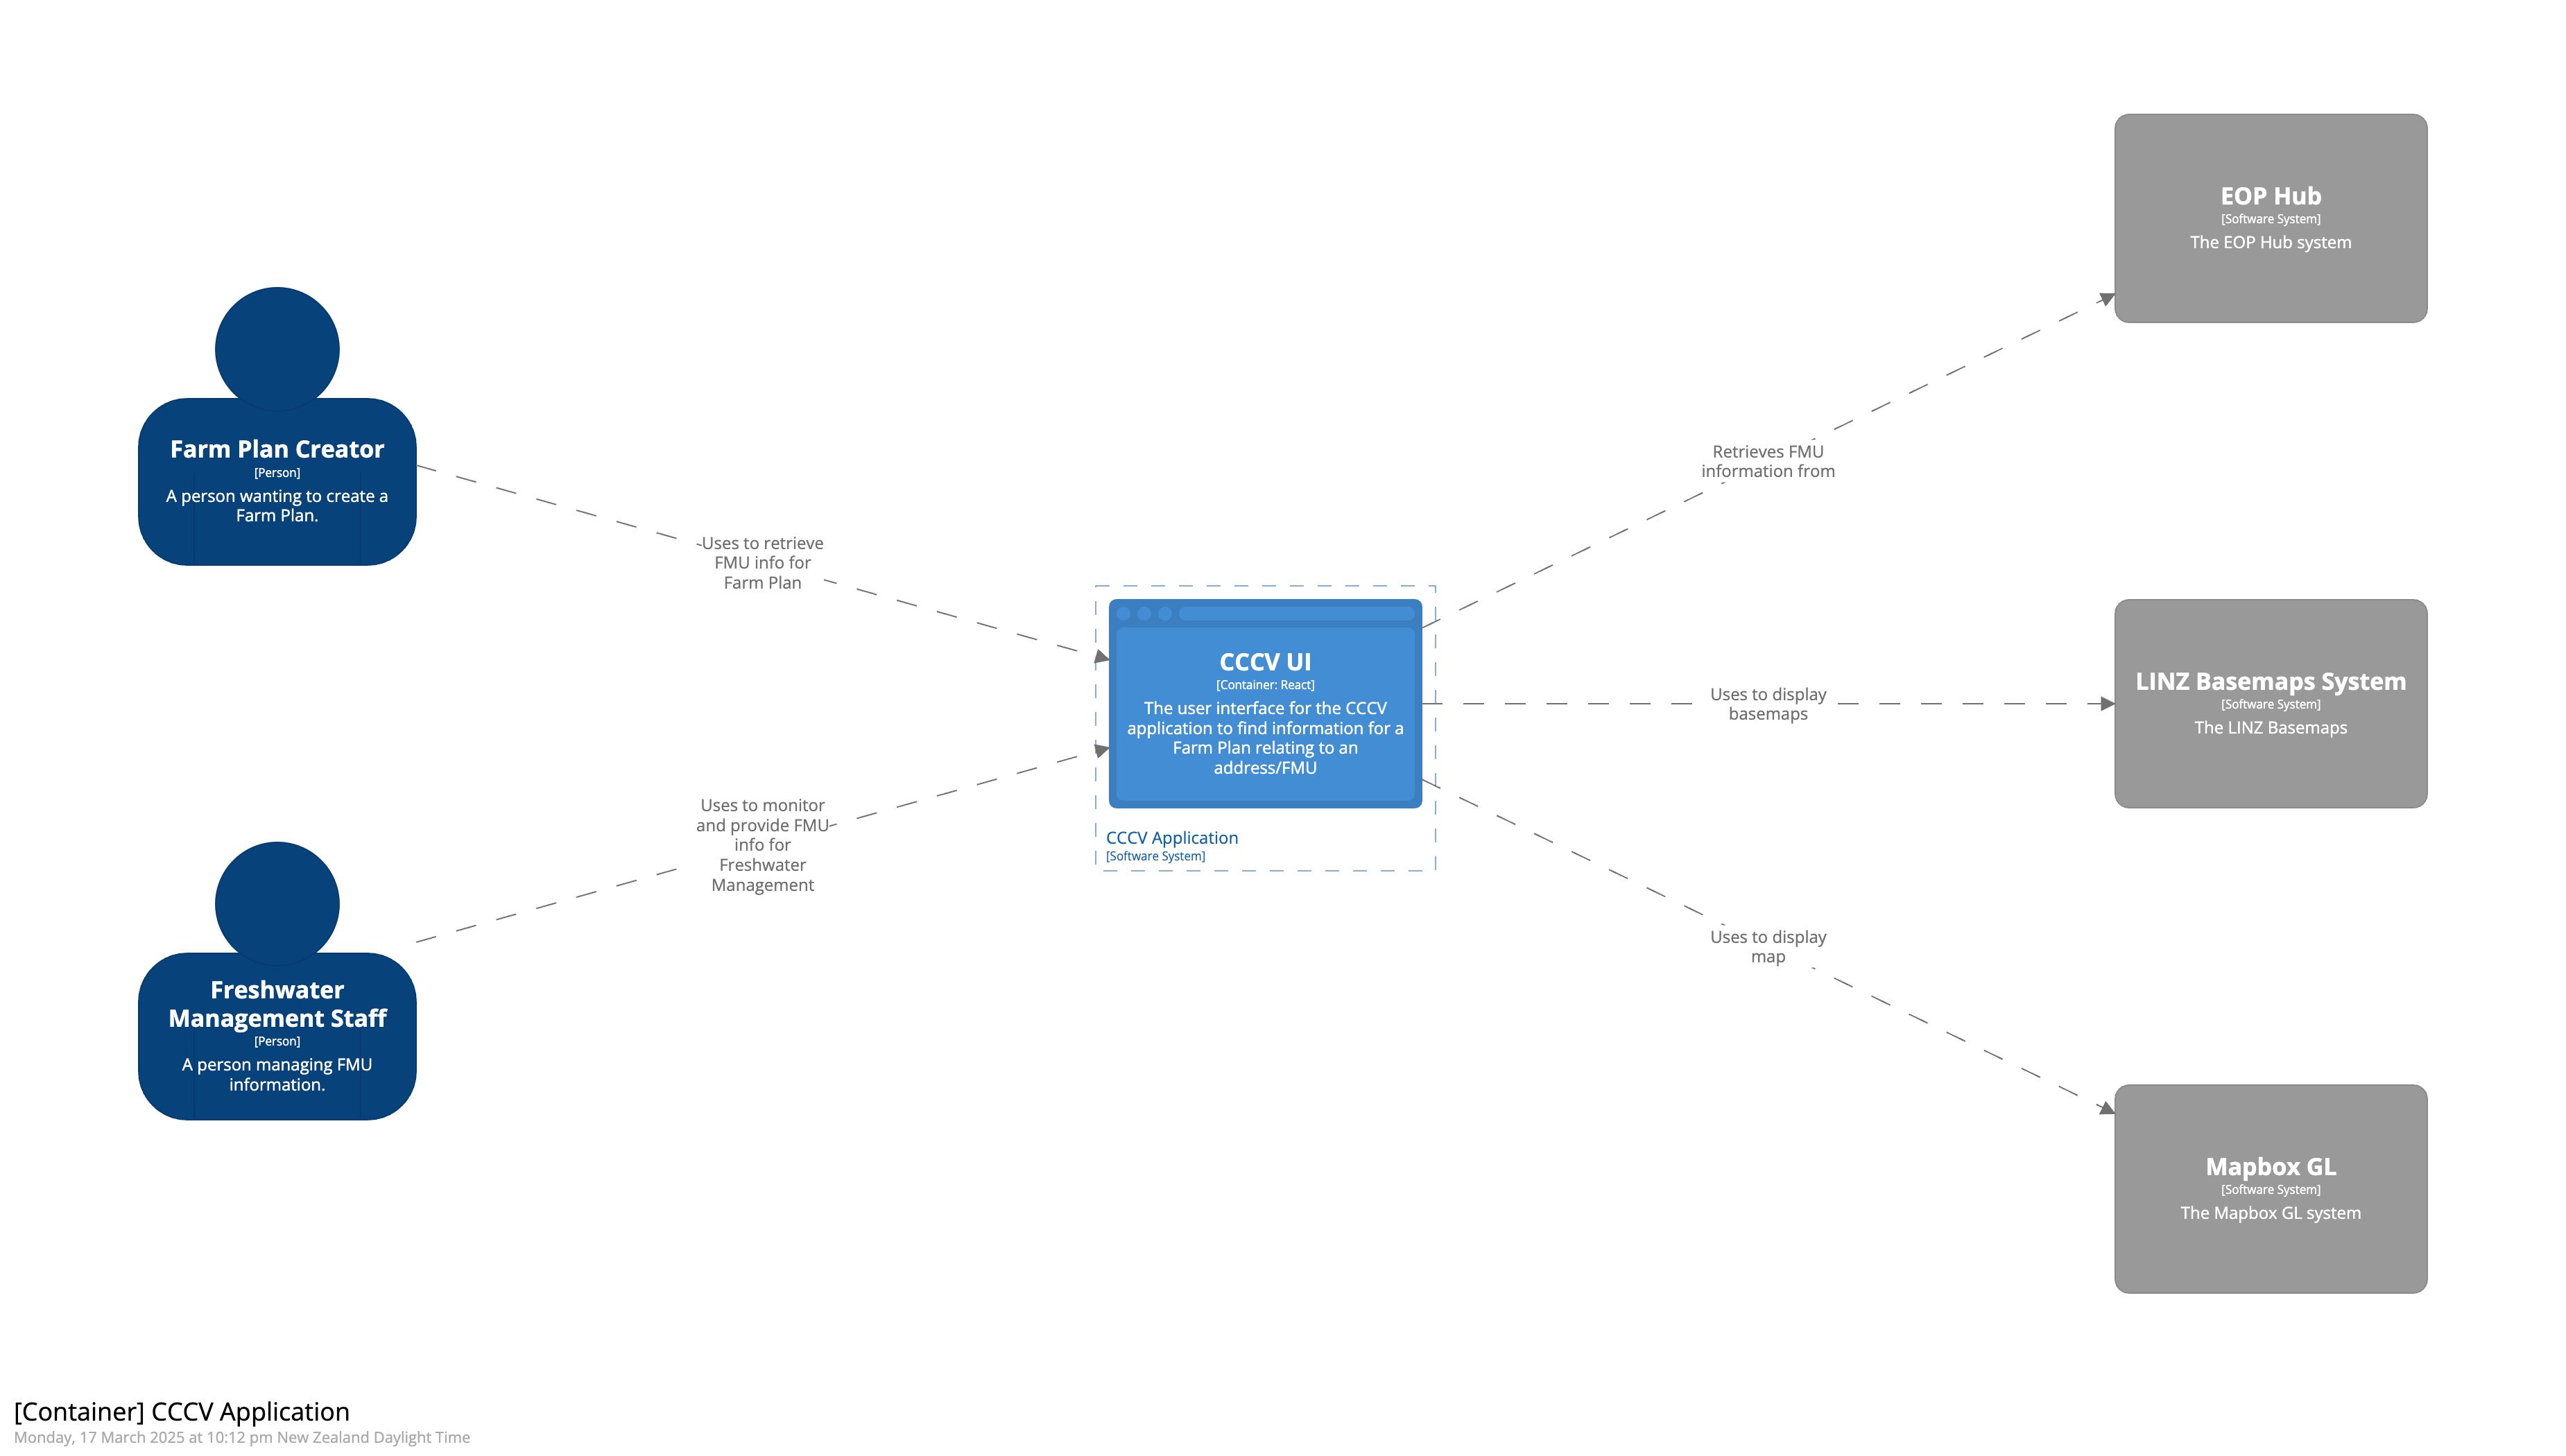 Farm Plan Creator
[Person]
A person wanting to create a
Farm Plan.
Uses to retrieve
FMU info for
Farm Plan
Freshwater
Management Staff
[Person]
A person managing FMU
information.
Uses to monitor
and provide FMU
info for
Freshwater
Management
CCCV UI
[Container: React]
The user interface for the CCCV
application to find information for a
Farm Plan relating to an
address/FMU
CCCV Application
[Software System]
Retrieves FMU
information from
Uses to display
basemaps
Uses to display
map
EOP Hub
[Software System]
The EOP Hub system
LINZ Basemaps System
[Software System]
The LINZ Basemaps
Mapbox GL
[Software System]
The Mapbox GL system
[Container] CCCV Application
Monday, 17 March 2025 at 10:12 pm New Zealand Daylight Time